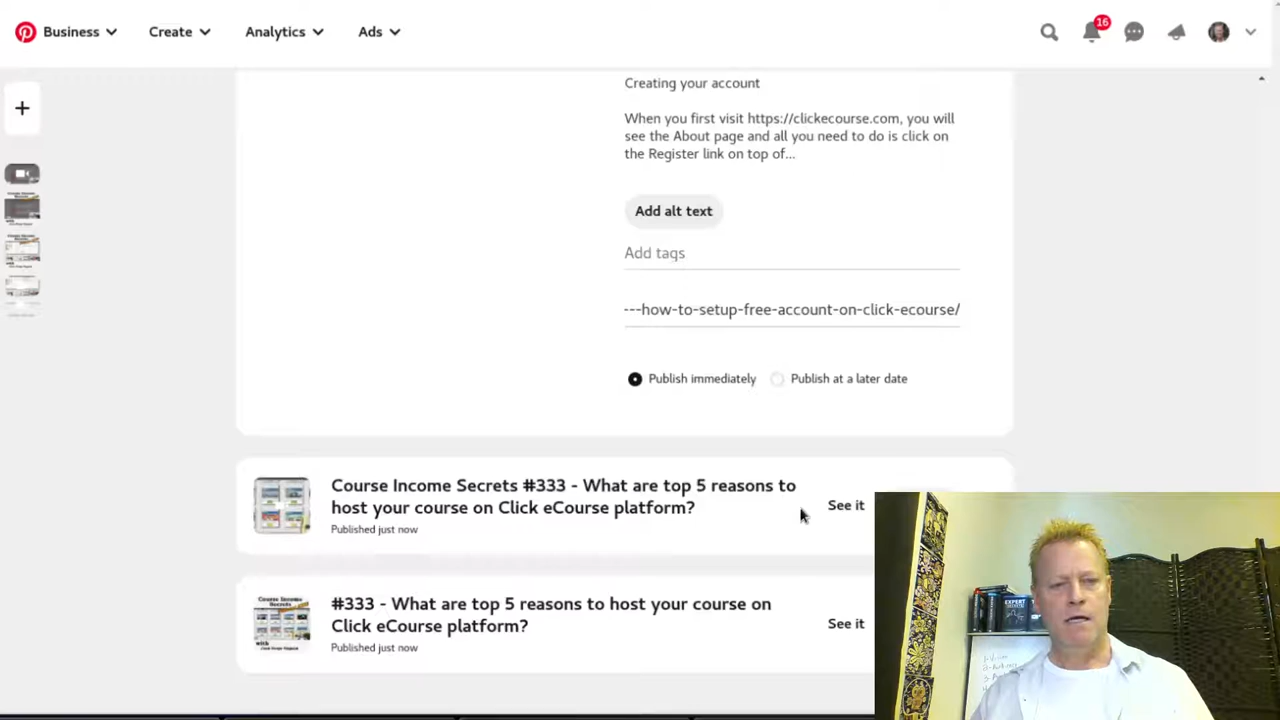 Business Create Analytics Ads 16
Creating your account
When you first visit https://clickecourse.com, you will
see the About page and all you need to do is click on
the Register link on top of...
Add alt text
Add tags
---how-to-setup-free-account-on-click-ecourse/
Publish immediately Publish at a later date
Course Income Secrets #333 - What are top 5 reasons to
host your course on Click eCourse platform?
Published just now
See it
#333 - What are top 5 reasons to host your course on
Click eCourse platform?
Published just now
See it
Course Income
Secrets
with
EXPERT